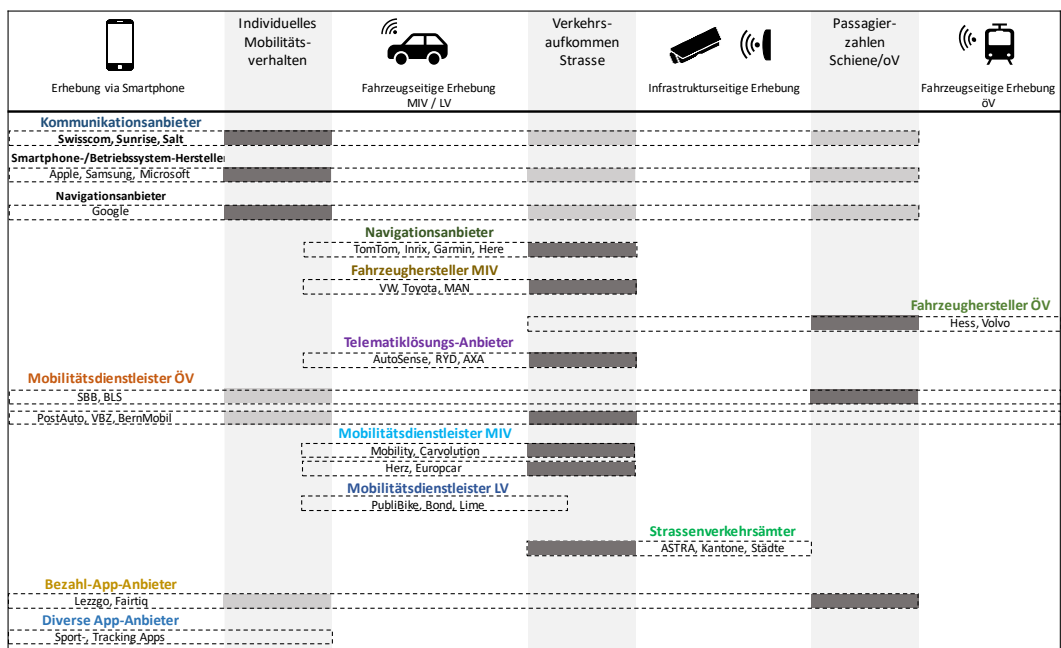 Individuelles
Mobilitäts-
verhalten
Verkehrs-
aufkommen
Strasse
Passagier-
zahlen
Schiene/oV
Erhebung via Smartphone
Fahrzeugseitige Erhebung
MIV / LV
Infrastrukturseitige Erhebung
Fahrzeugseitige Erhebung
öV
Kommunikationsanbieter
Swisscom, Sunrise, Salt
Smartphone-/Betriebssystem-Hersteller
Apple, Samsung, Microsoft
Navigationsanbieter
Google
Navigationsanbieter
TomTom, Inrix, Garmin, Here
Fahrzeughersteller MIV
VW, Toyota, MAN
Fahrzeughersteller ÖV
Hess, Volvo
Telematiklösungs-Anbieter
AutoSense, RYD, AXA
Mobilitätsdienstleister ÖV
SBB, BLS
PostAuto, VBZ, BernMobil
Mobilitätsdienstleister MIV
Mobility, Carvolution
Herz, Europcar
Mobilitätsdienstleister LV
PubliBike, Bond, Lime
Strassenverkehrsämter
ASTRA, Kantone, Städte
Bezahl-App-Anbieter
Lezzgo, Fairtiq
Diverse App-Anbieter
Sport-, Tracking Apps